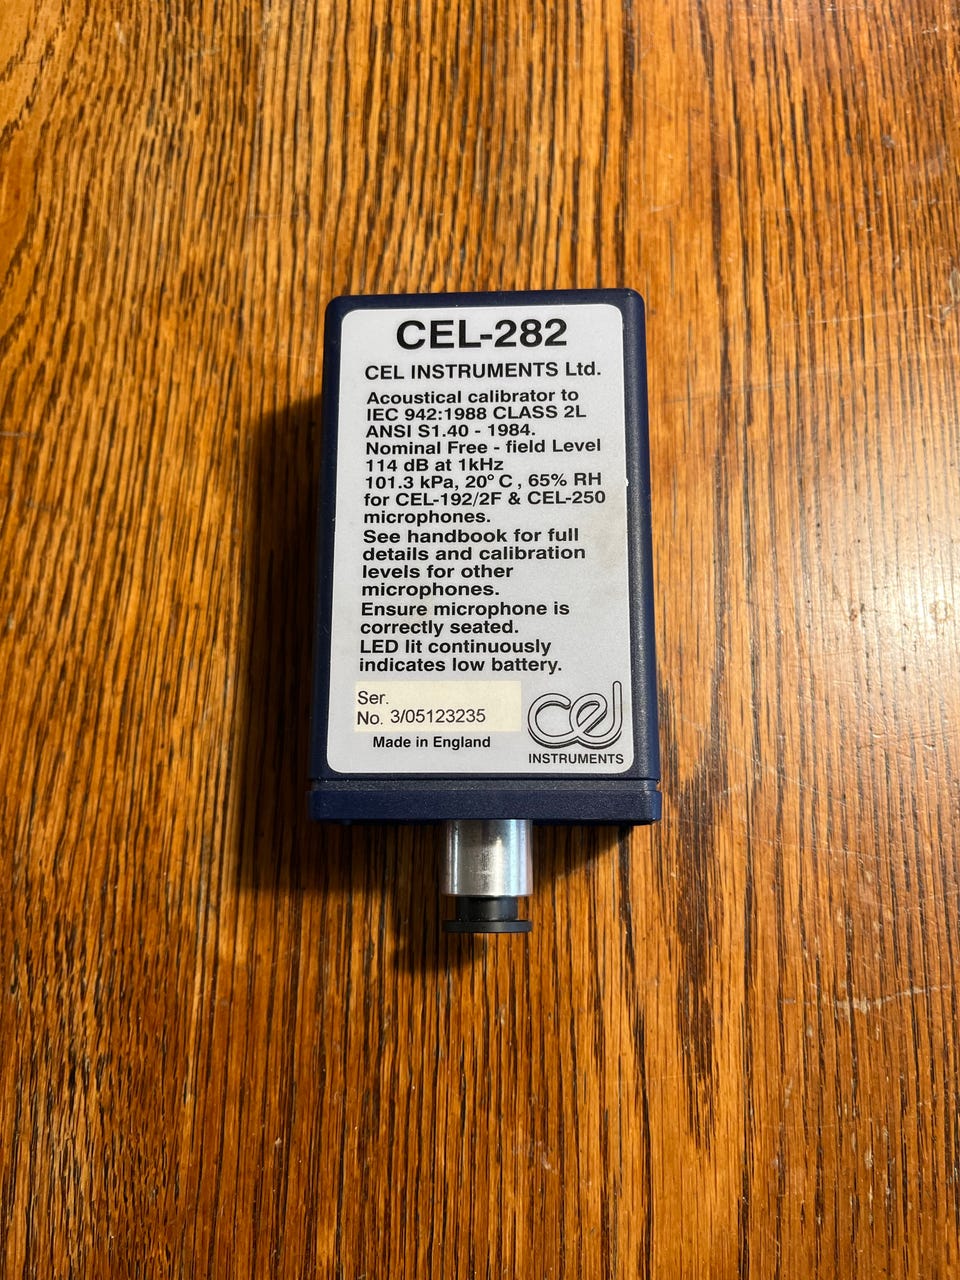 CEL-282
CEL INSTRUMENTS Ltd.
Acoustical calibrator to
IEC 942:1988 CLASS 2L
ANSI S1.40 - 1984.
Nominal Free - field Level
114 dB at 1kHz
101.3 kPa, 20° C , 65% RH
for CEL-192/2F & CEL-250
microphones.
See handbook for full
details and calibration
levels for other
microphones.
Ensure microphone is
correctly seated.
LED lit continuously
indicates low battery.
Ser.
No. 3/05123235
Made in England
cel
INSTRUMENTS